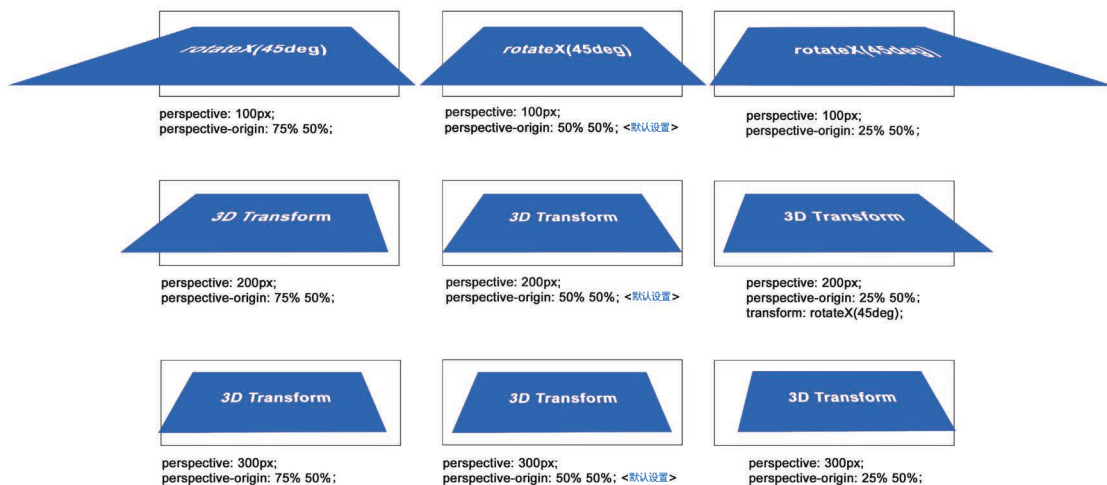 rotateX(45deg)
rotateX(45deg)
rotateX(45deg)
perspective: 100px;
perspective-origin: 75% 50%;
perspective: 100px;
perspective-origin: 50% 50%; <默认设置>
perspective: 100px;
perspective-origin: 25% 50%;
3D Transform
3D Transform
3D Transform
perspective: 200px;
perspective-origin: 75% 50%;
perspective: 200px;
perspective-origin: 50% 50%; <默认设置>
perspective: 200px;
perspective-origin: 25% 50%;
transform: rotateX(45deg);
3D Transform
3D Transform
3D Transform
perspective: 300px;
perspective-origin: 75% 50%;
perspective: 300px;
perspective-origin: 50% 50%; <默认设置>
perspective: 300px;
perspective-origin: 25% 50%;